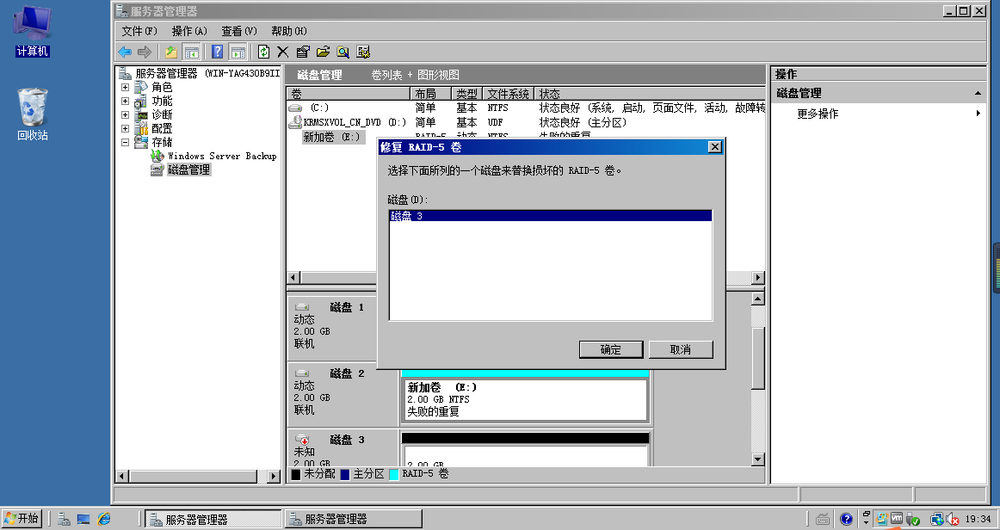 计算机
回收站
服务器管理器
文件(F) 操作(A) 查看(V) 帮助(H)
服务器管理器 (WIN-YAG430B9II
角色
功能
诊断
配置
存储
Windows Server Backup
磁盘管理
磁盘管理 卷列表 + 图形视图
卷 布局 类型 文件系统 状态
(C:) 简单 基本 NTFS 状态良好 (系统, 启动, 页面文件, 活动, 故障转
KRMSXVOL_CN_DVD (D:) 简单 基本 UDF 状态良好 (主分区)
新加卷 (E:) RAID-5 动态 NTFS 失败的重复
修复 RAID-5 卷
选择下面所列的一个磁盘来替换损坏的 RAID-5 卷。
磁盘(D):
磁盘 3
确定 取消
磁盘 1
动态
2.00 GB
联机
磁盘 2
动态
2.00 GB
联机
新加卷 (E:)
2.00 GB NTFS
失败的重复
磁盘 3
未知
2.00 GB
2.00 GB
未分配 主分区 RAID-5 卷
操作
磁盘管理
更多操作
开始 服务器管理器 服务器管理器 19:34